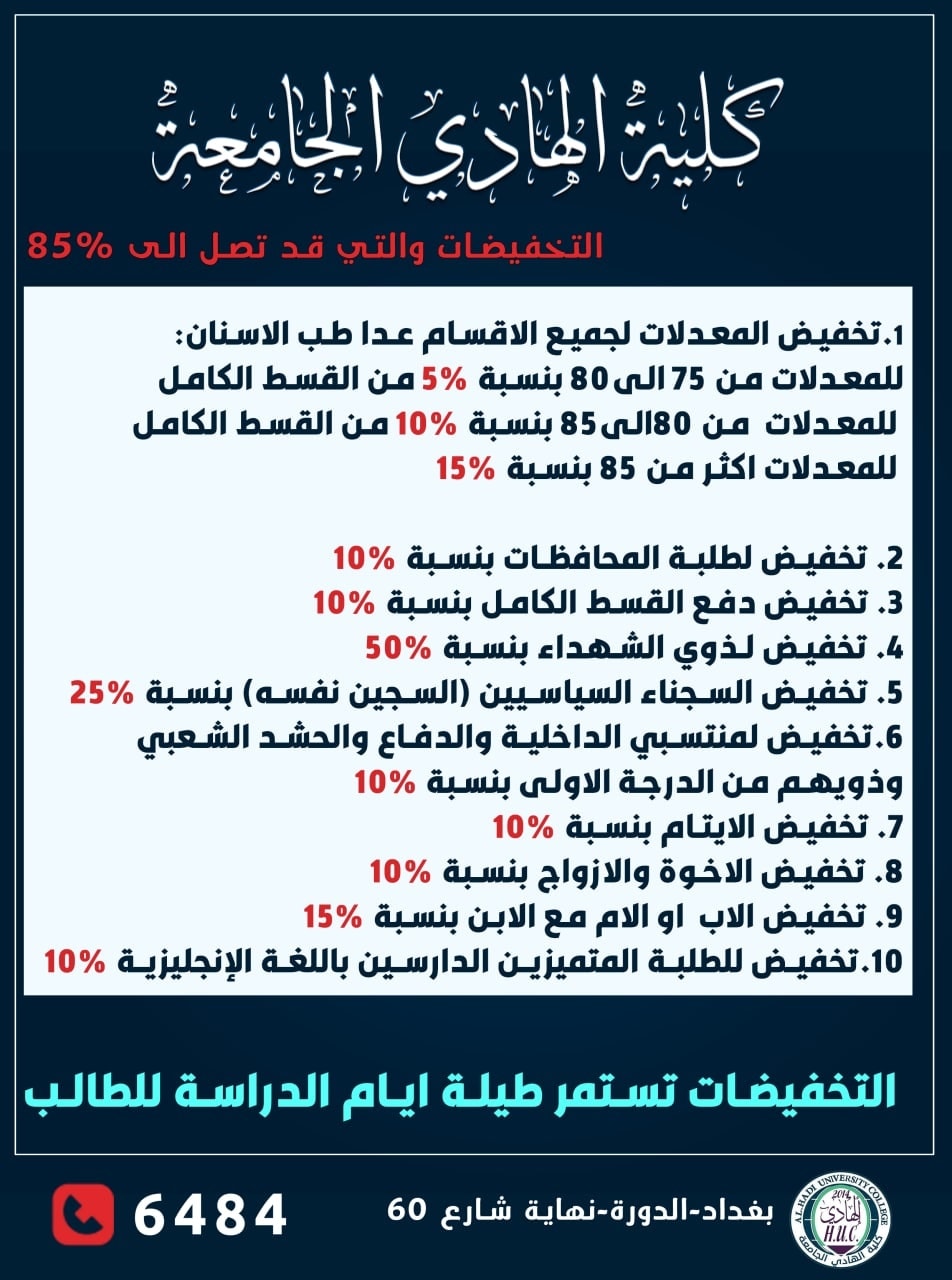 كلية الهادي الجامعة
التخفيضات والتي قد تصل الى 85%
1.تخفيض المعدلات لجميع الاقسام عدا طب الاسنان:
للمعدلات من 75 الى 80 بنسبة 5% من القسط الكامل
للمعدلات من 80الى 85 بنسبة 10% من القسط الكامل
للمعدلات اكثر من 85 بنسبة 15%
2. تخفيض لطلبة المحافظات بنسبة 10%
3. تخفيض دفع القسط الكامل بنسبة 10%
4. تخفيض لذوي الشهداء بنسبة 50%
5. تخفيض السجناء السياسيين (السجين نفسه) بنسبة 25%
6.تخفيض لمنتسبي الداخلية والدفاع والحشد الشعبي
وذويهم من الدرجة الاولى بنسبة 10%
7. تخفيض الايتام بنسبة 10%
8. تخفيض الاخوة والازواج بنسبة 10%
9. تخفيض الاب او الام مع الابن بنسبة 15%
10.تخفيض للطلبة المتميزين الدارسين باللغة الإنجليزية 10%
التخفيضات تستمر طيلة ايام الدراسة للطالب
6484
بغداد-الدورة-نهاية شارع 60
AL-HADI UNIVERSITY COLLEGE
2014
الهادي
H.U.C.
كلية الهادي الجامعة